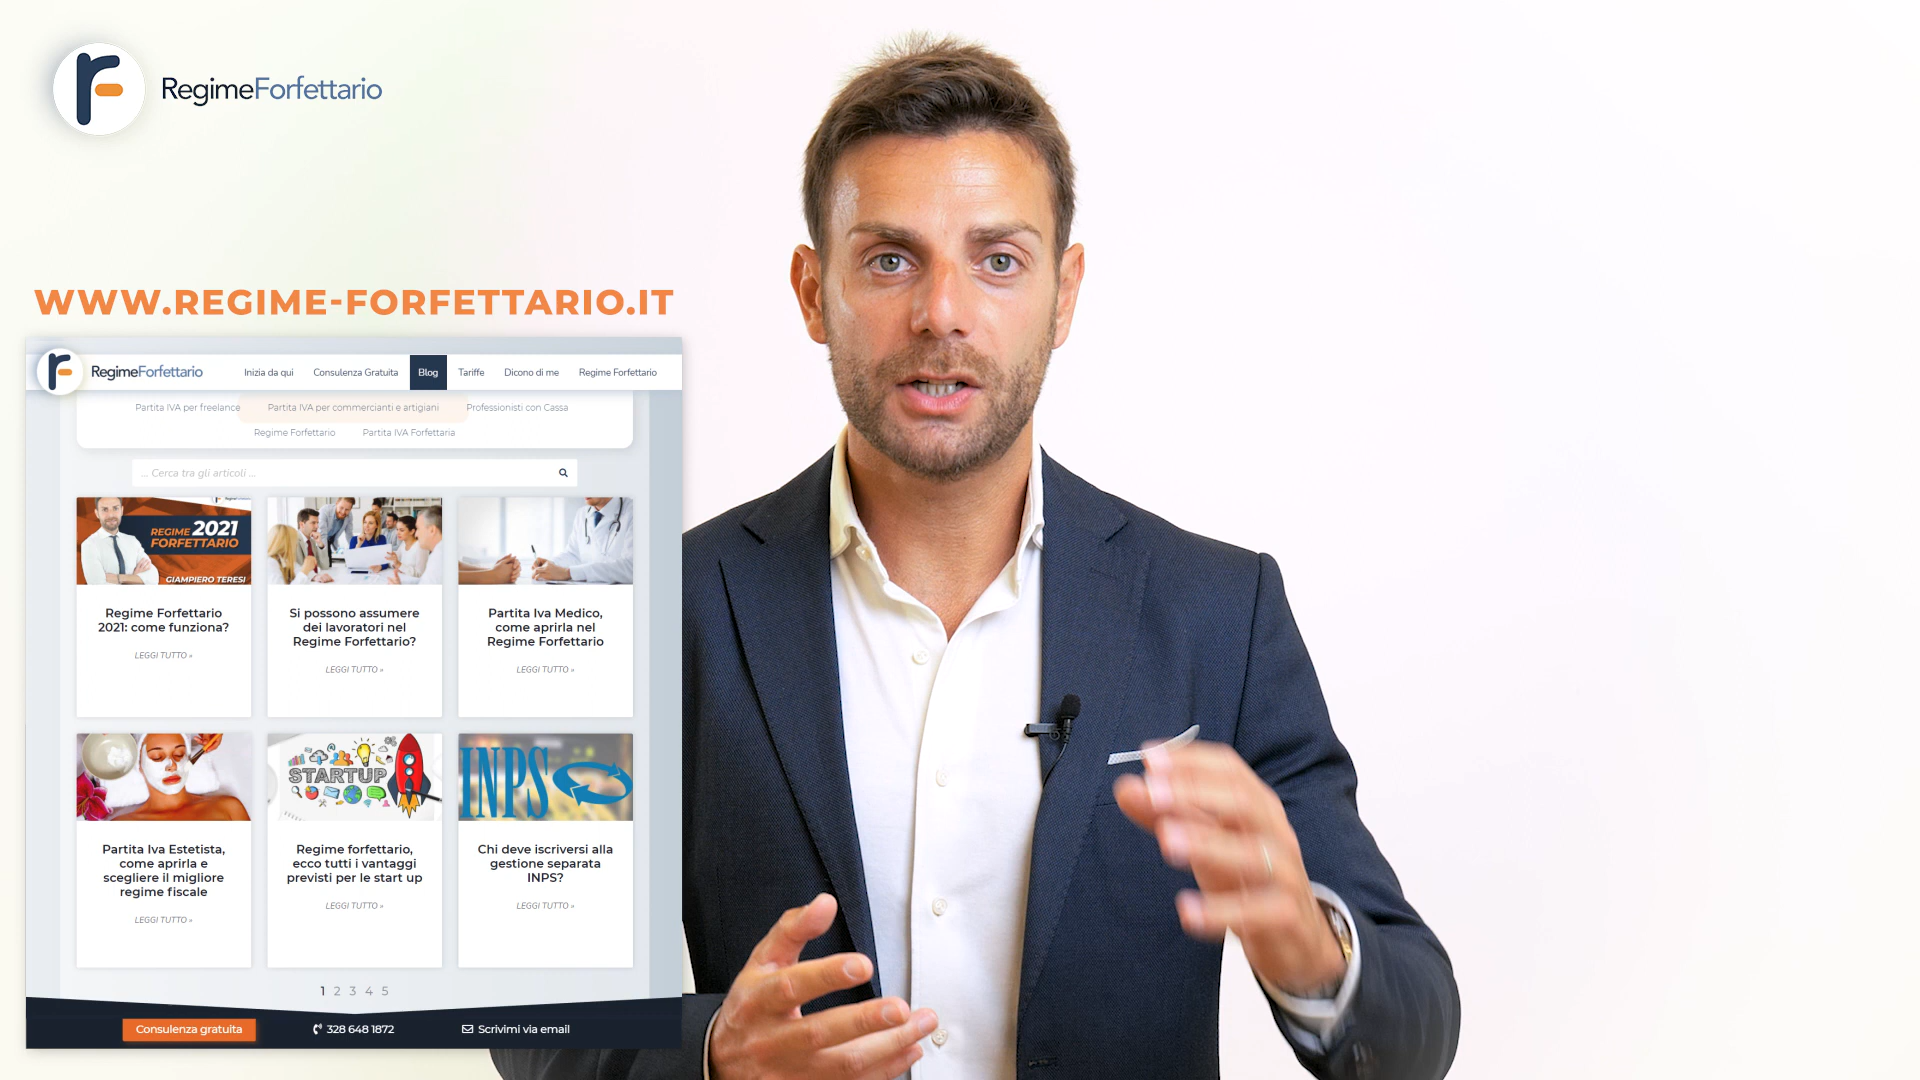 RegimeForfettario
WWW.REGIME-FORFETTARIO.IT
RegimeForfettario
Inizia da qui
Consulenza Gratuita
Blog
Tariffe
Dicono di me
Regime Forfettario
Partita IVA per freelance
Partita IVA per commercianti e artigiani
Professionisti con Cassa
Regime Forfettario
Partita IVA Forfettaria
... Cerca tra gli articoli ...
REGIME 2021
FORFETTARIO
GIAMPIERO TERESI
Regime Forfettario
2021: come funziona?
LEGGI TUTTO »
Si possono assumere
dei lavoratori nel
Regime Forfettario?
LEGGI TUTTO »
Partita Iva Medico,
come aprirla nel
Regime Forfettario
LEGGI TUTTO »
Partita Iva Estetista,
come aprirla e
scegliere il migliore
regime fiscale
LEGGI TUTTO »
STARTUP
Regime forfettario,
ecco tutti i vantaggi
previsti per le start up
LEGGI TUTTO »
INPS
Chi deve iscriversi alla
gestione separata
INPS?
LEGGI TUTTO »
1 2 3 4 5
Consulenza gratuita
328 648 1872
Scrivimi via email